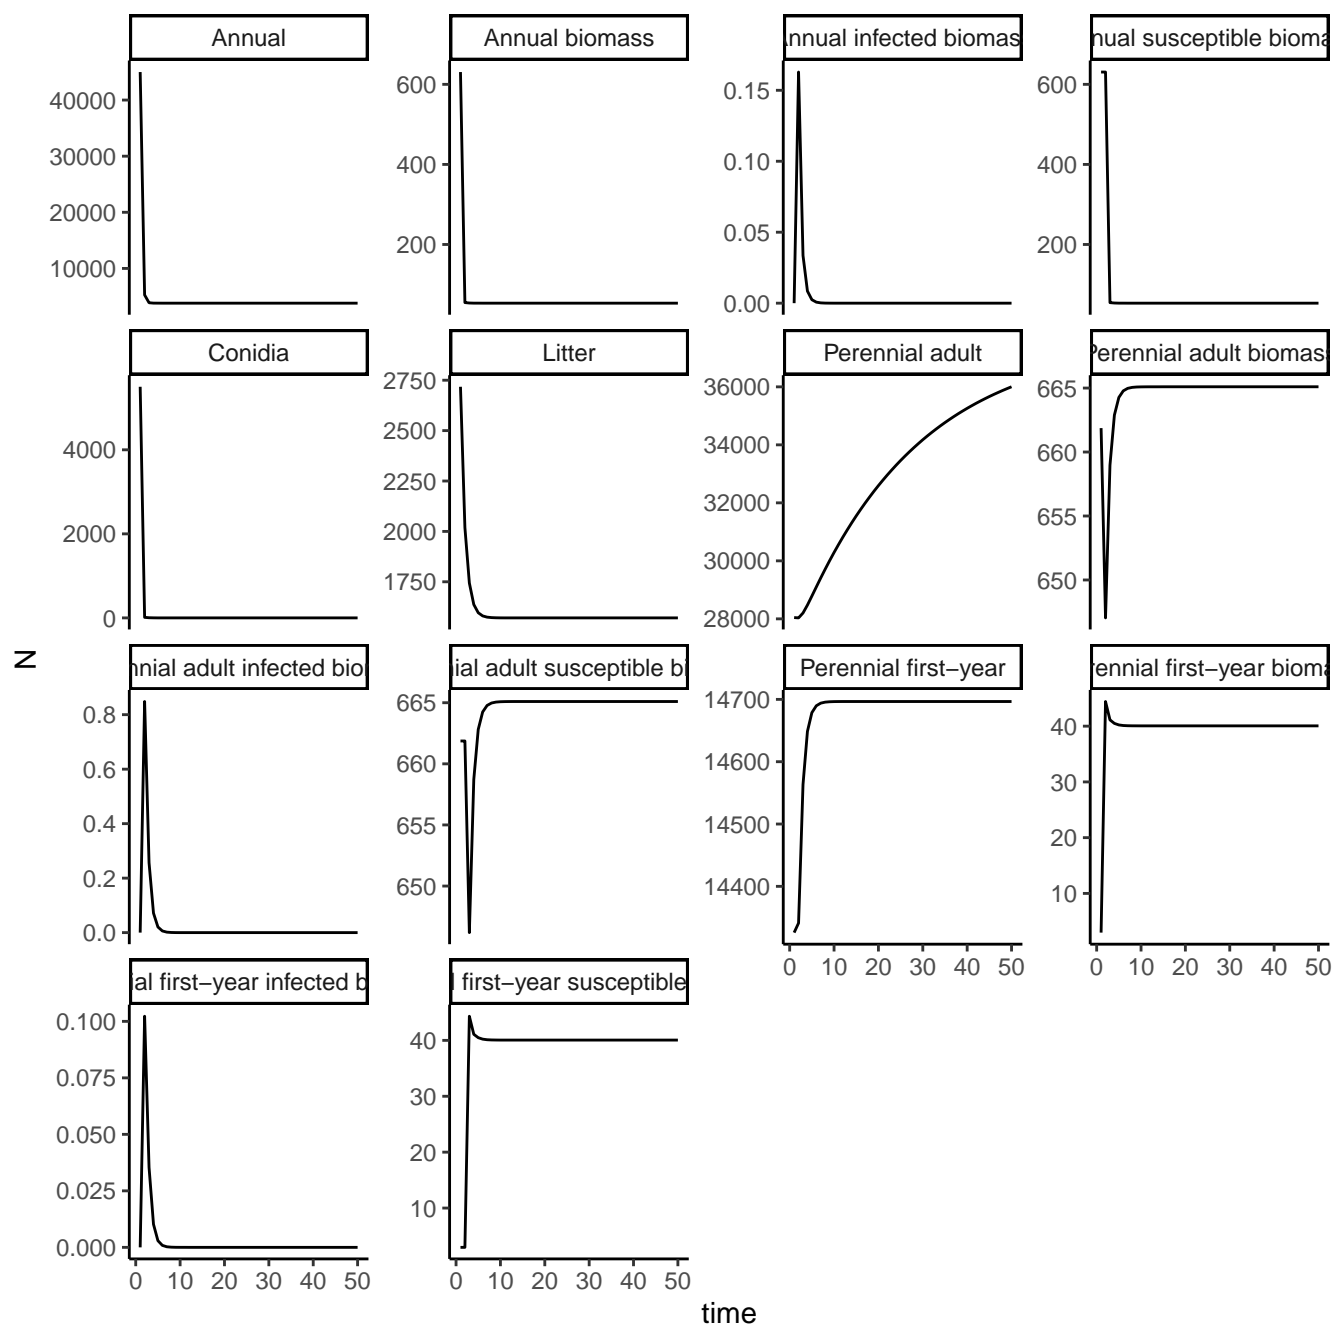 Annual
Annual biomass
nnual infected biomas
nual susceptible bioma
40000
30000
20000
10000
600
400
200
0.15
0.10
0.05
0.00
600
400
200
Conidia
Litter
Perennial adult
Perennial adult biomass
4000
2000
0
2750
2500
2250
2000
1750
36000
34000
32000
30000
28000
665
660
655
650
N
nnial adult infected bio
ial adult susceptible bi
Perennial first−year
rennial first−year bioma
0.8
0.6
0.4
0.2
0.0
665
660
655
650
14700
14600
14500
14400
40
30
20
10
0 10 20 30 40 50
0 10 20 30 40 50
ial first−year infected b
first−year susceptible
0.100
0.075
0.050
0.025
0.000
40
30
20
10
0 10 20 30 40 50
0 10 20 30 40 50
time